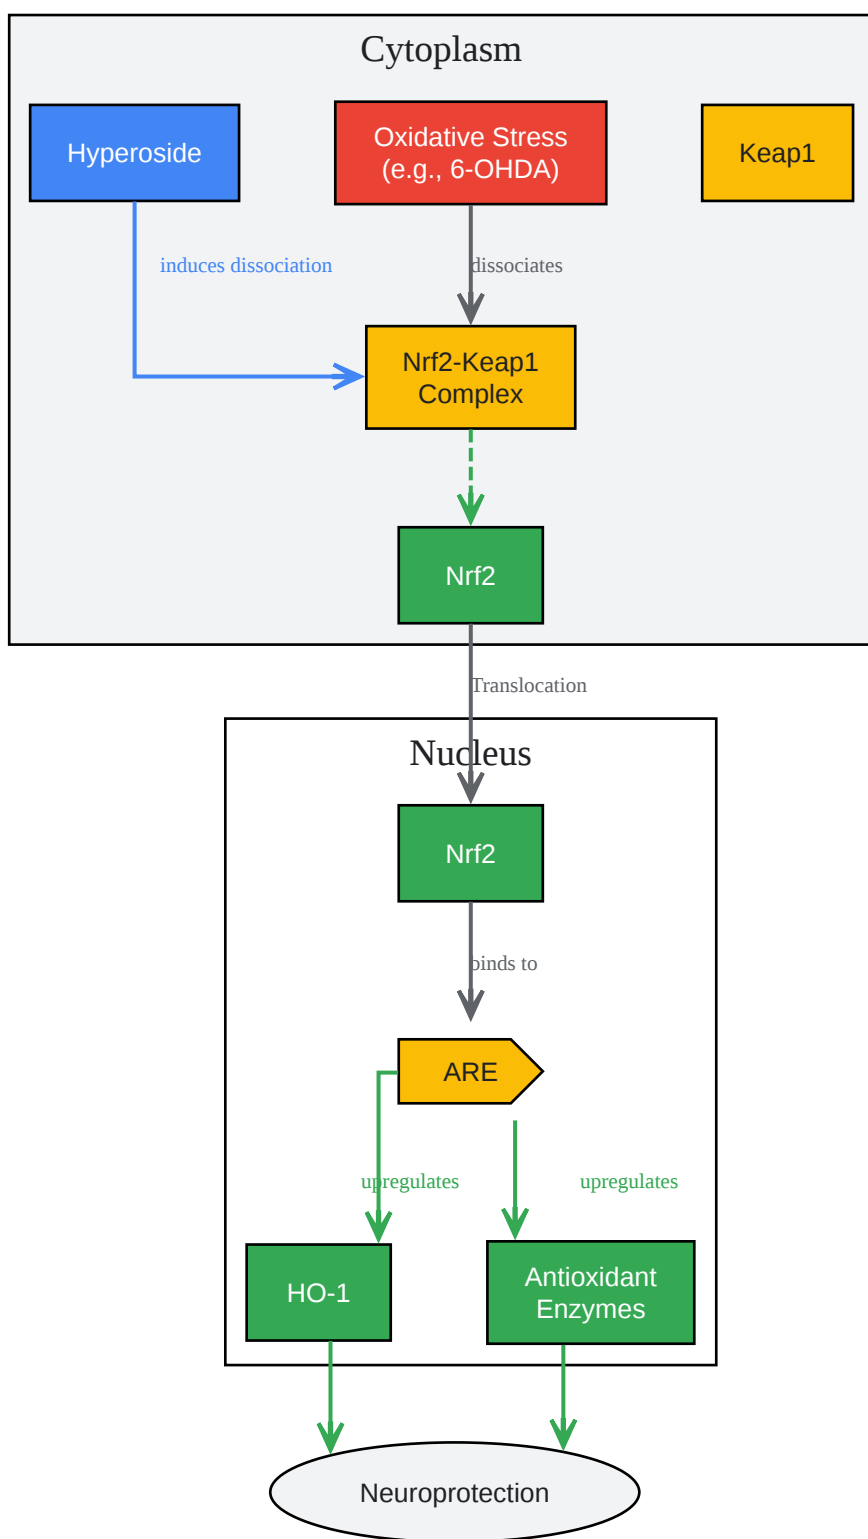 Cytoplasm
Hyperoside
Oxidative Stress
(e.g., 6-OHDA)
Keap1
induces dissociation
dissociates
Nrf2-Keap1
Complex
Nrf2
Translocation
Nucleus
Nrf2
binds to
ARE
upregulates
upregulates
HO-1
Antioxidant
Enzymes
Neuroprotection